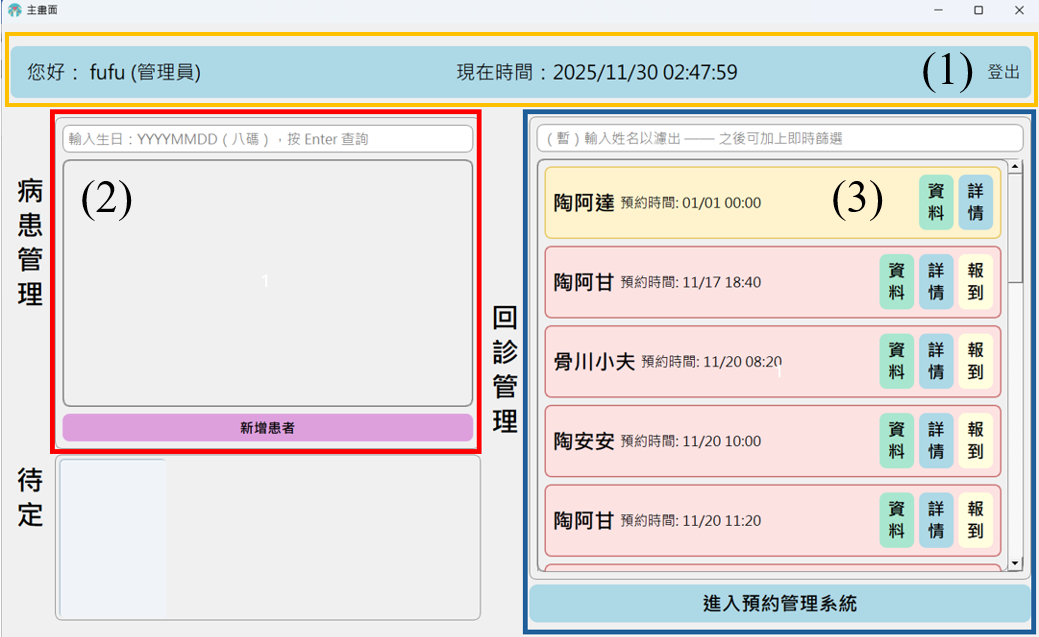 主畫面
您好： fufu (管理員)
現在時間：2025/11/30 02:47:59
(1)
登出
病患管理
輸入生日：YYYYMMDD（八碼），按 Enter 查詢
(2)
1
新增患者
待定
回診管理
（暫）輸入姓名以濾出 —— 之後可加上即時篩選
陶阿達 預約時間: 01/01 00:00
(3)
資料 詳情
陶阿甘 預約時間: 11/17 18:40
資料 詳情 報到
骨川小夫 預約時間: 11/20 08:20
1
資料 詳情 報到
陶安安 預約時間: 11/20 10:00
資料 詳情 報到
陶阿甘 預約時間: 11/20 11:20
資料 詳情 報到
進入預約管理系統